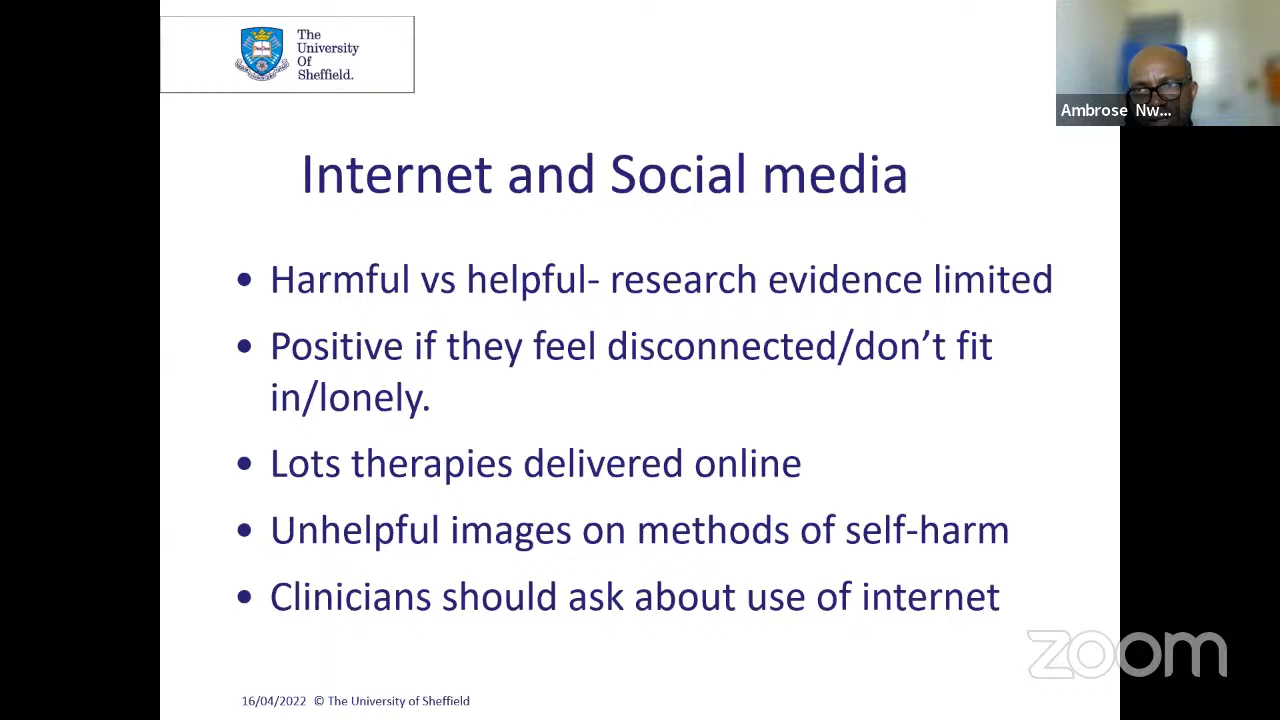 The
University
Of
Sheffield.
Ambrose Nw...
Internet and Social media
• Harmful vs helpful- research evidence limited
• Positive if they feel disconnected/don’t fit
in/lonely.
• Lots therapies delivered online
• Unhelpful images on methods of self-harm
• Clinicians should ask about use of internet
zoom
16/04/2022 © The University of Sheffield